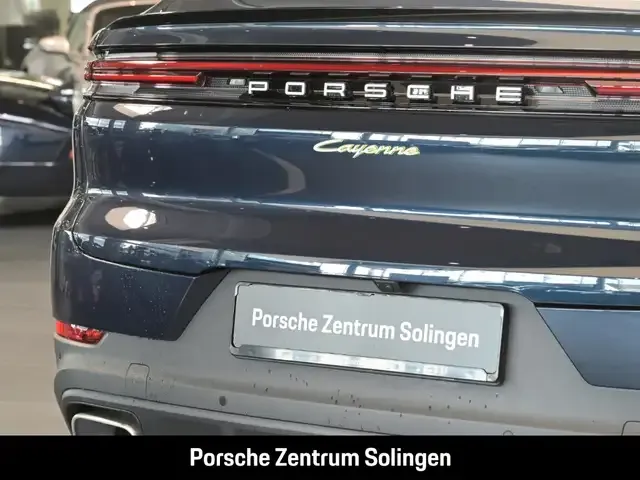 PORSCHE
Cayenne
Porsche Zentrum Solingen
Porsche Zentrum Solingen